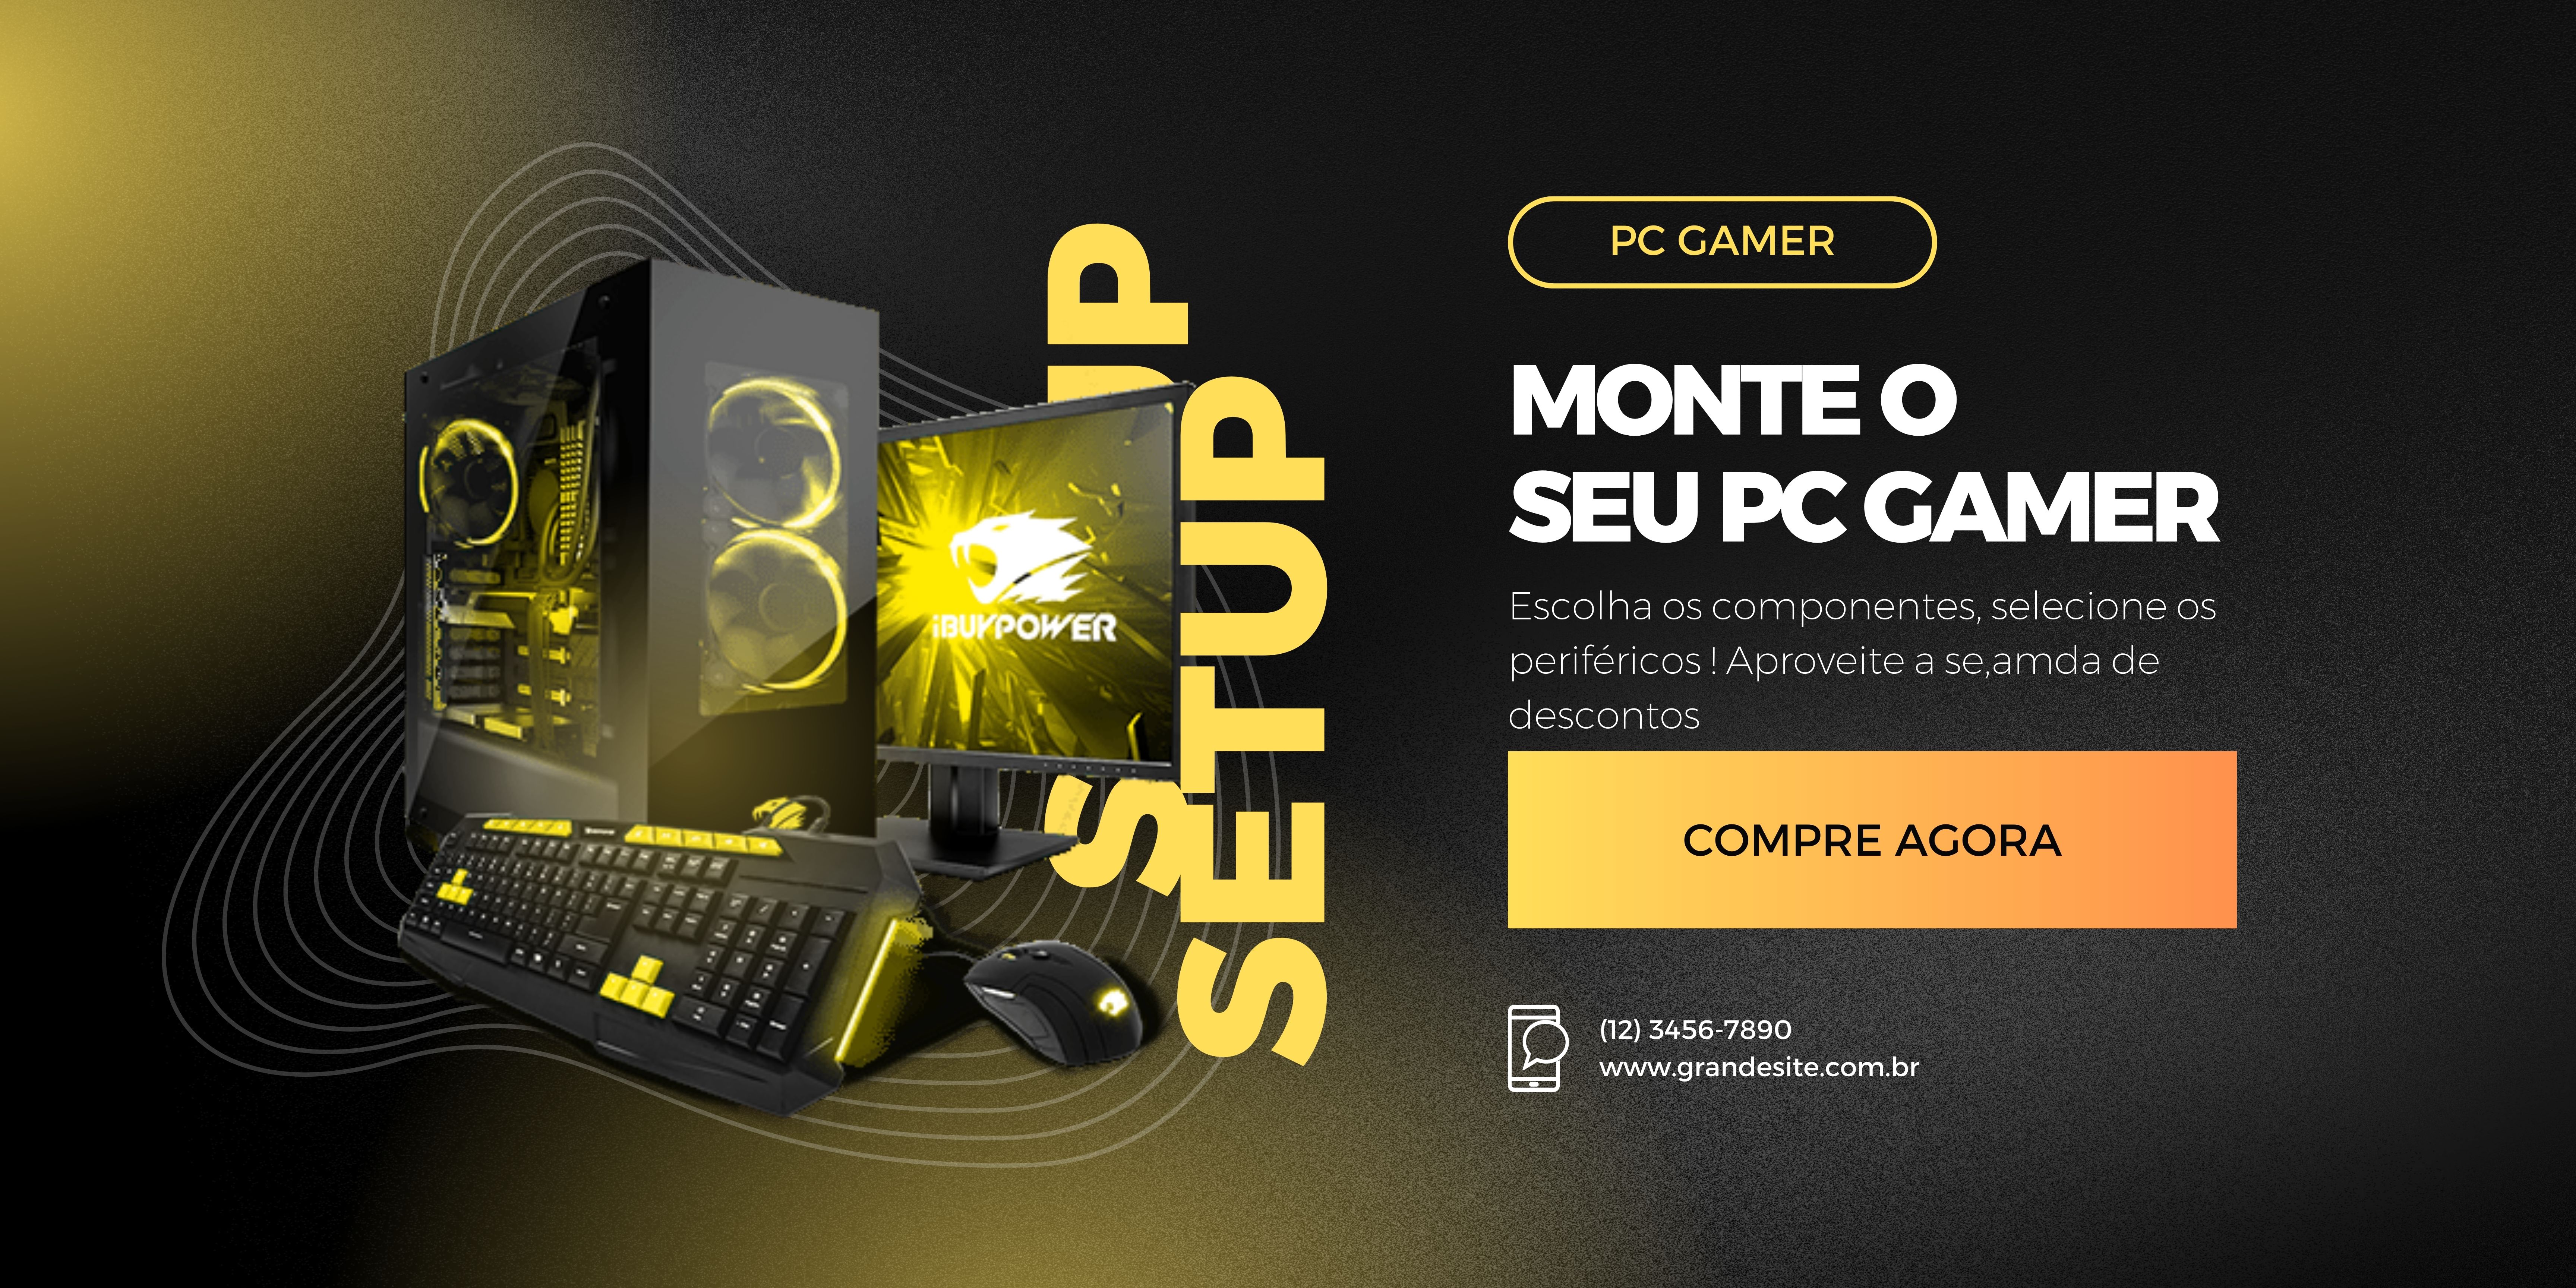 PC GAMER
MONTE O
SEU PC GAMER
Escolha os componentes, selecione os
periféricos ! Aproveite a se,amda de
descontos
COMPRE AGORA
(12) 3456-7890
www.grandesite.com.br
SETUP
S UP
iBUYPOWER